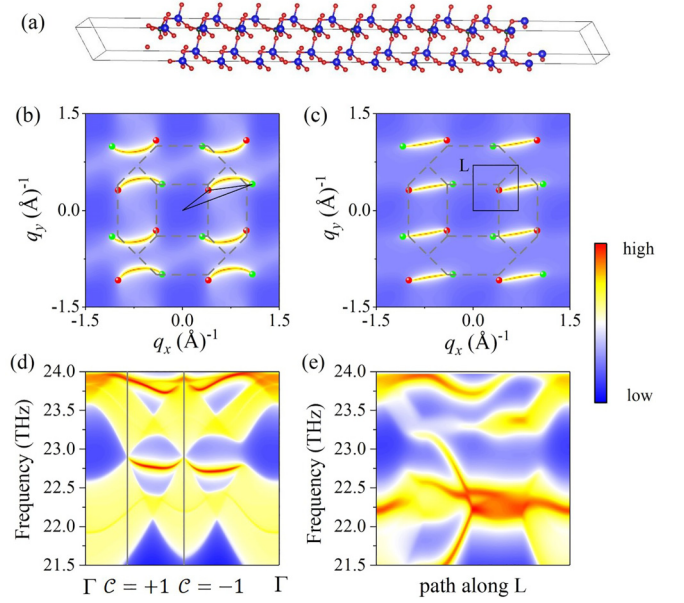 (a)
(b)
(c)
1.5
0.0
-1.5
q_y (Å)⁻¹
-1.5
0.0
1.5
q_x (Å)⁻¹
1.5
0.0
-1.5
q_y (Å)⁻¹
L
-1.5
0.0
1.5
q_x (Å)⁻¹
high
low
(d)
(e)
24.0
23.5
23.0
22.5
22.0
21.5
Frequency (THz)
Γ 𝒞 = +1 𝒞 = −1 Γ
24.0
23.5
23.0
22.5
22.0
21.5
Frequency (THz)
path along L